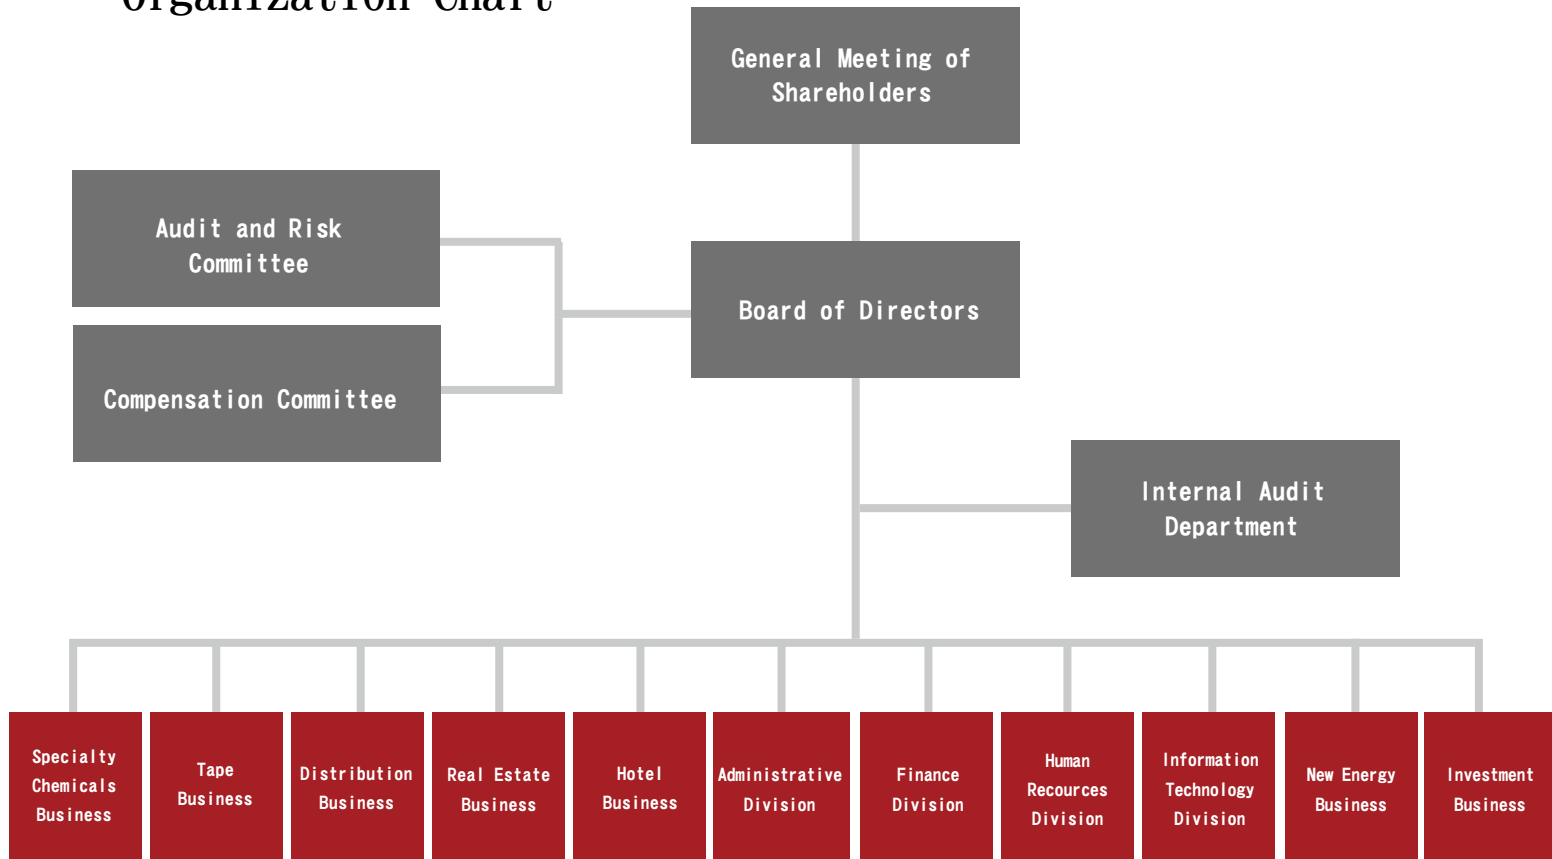 Organization Chart
General Meeting of
Shareholders
Audit and Risk
Committee
Board of Directors
Compensation Committee
Internal Audit
Department
Specialty
Chemicals
Business
Tape
Business
Distribution
Business
Real Estate
Business
Hotel
Business
Administrative
Division
Finance
Division
Human
Recources
Division
Information
Technology
Division
New Energy
Business
Investment
Business